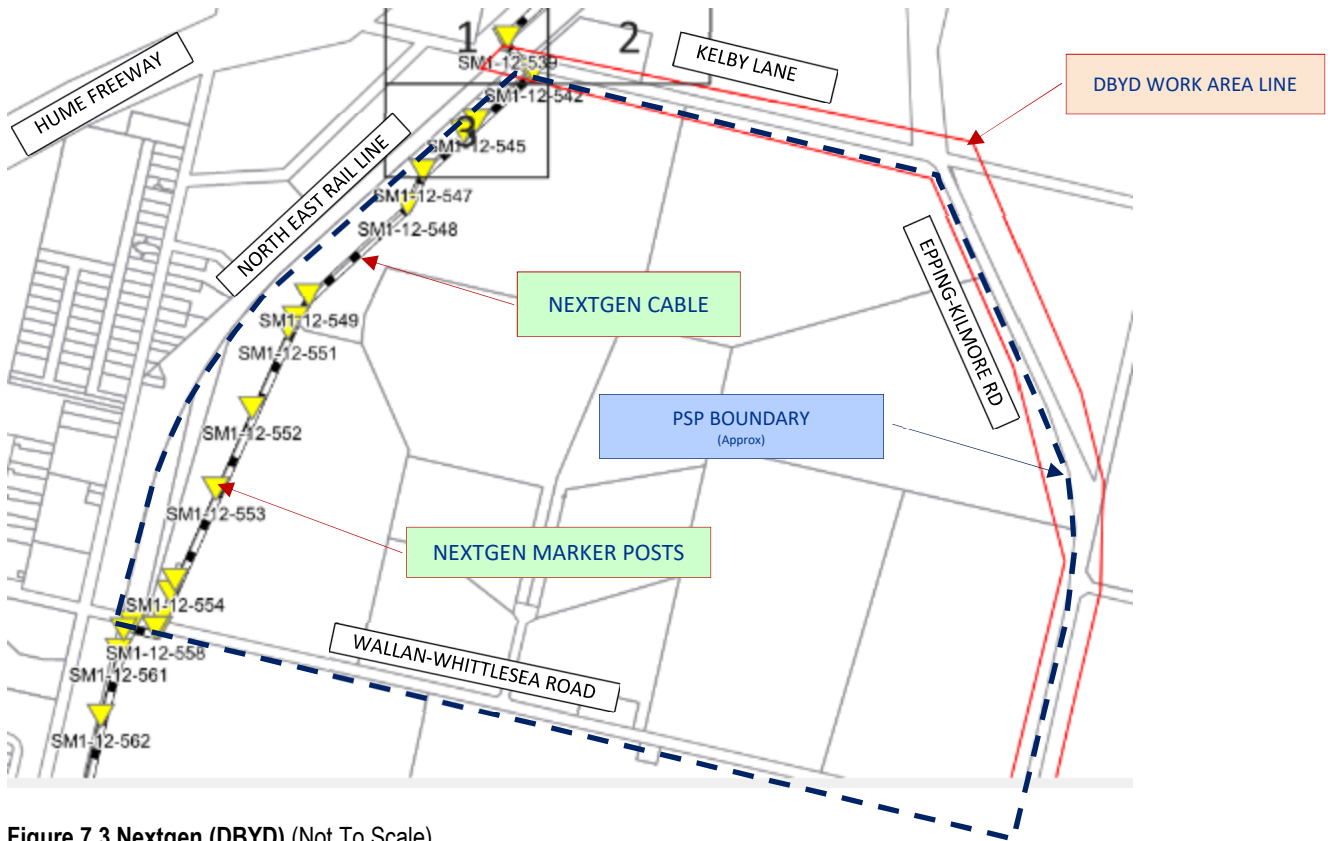 1
2
SM1-12-539
KELBY LANE
HUME FREEWAY
DBYD WORK AREA LINE
SM1-12-542
3
SM1-12-545
NORTH EAST RAIL LINE
SM1-12-547
SM1-12-548
EPPING-KILMORE RD
NEXTGEN CABLE
SM1-12-549
SM1-12-551
SM1-12-552
PSP BOUNDARY
(Approx)
SM1-12-553
NEXTGEN MARKER POSTS
SM1-12-554
SM1-12-558
WALLAN-WHITTLESEA ROAD
SM1-12-561
SM1-12-562
Figure 7.3 Nextgen (DBYD) (Not To Scale)